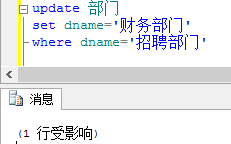 update 部门
set dname='财务部门'
where dname='招聘部门'
消息
(1 行受影响)